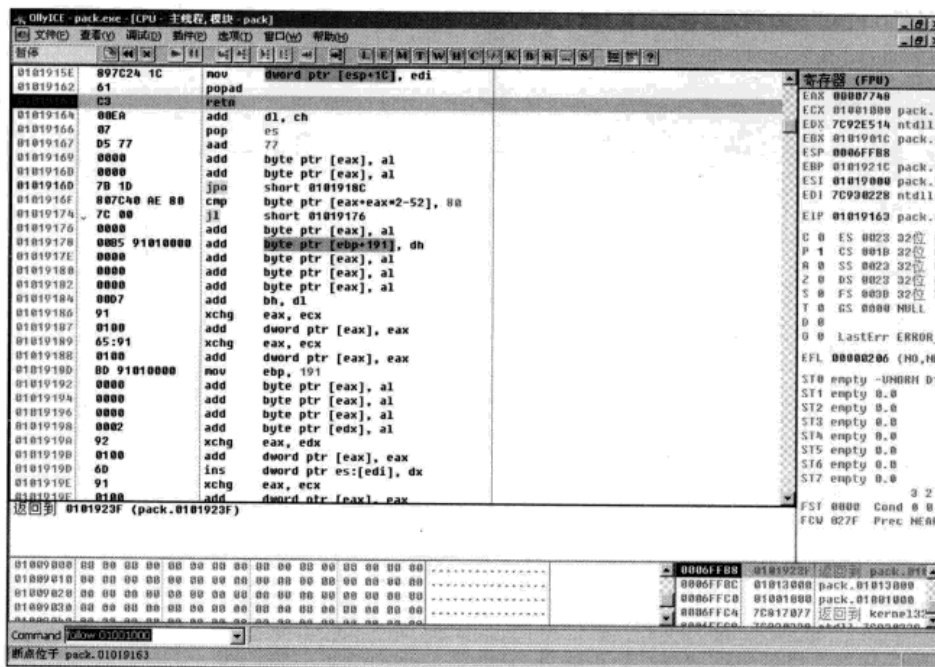 OllyICE - pack.exe - [CPU - 主线程, 模块 - pack]
文件(F) 查看(V) 调试(D) 插件(P) 选项(T) 窗口(W) 帮助(H)
暂停 L E M T W H C / K B R ... S ?
0101915E 897C24 1C mov dword ptr [esp+1C], edi
01019162 61 popad
C3 retn
01019164 00EA add dl, ch
01019166 07 pop es
01019167 D5 77 aad 77
01019169 0000 add byte ptr [eax], al
0101916B 0000 add byte ptr [eax], al
0101916D 7B 1D jpo short 0101918C
0101916F 807C40 AE 80 cmp byte ptr [eax+eax*2-52], 80
01019174 7C 00 jl short 01019176
01019176 0000 add byte ptr [eax], al
01019178 00B5 91010000 add byte ptr [ebp+191], dh
0101917E 0000 add byte ptr [eax], al
01019180 0000 add byte ptr [eax], al
01019182 0000 add byte ptr [eax], al
01019184 00D7 add bh, dl
01019186 91 xchg eax, ecx
01019187 0100 add dword ptr [eax], eax
01019189 65:91 xchg eax, ecx
0101918B 0100 add dword ptr [eax], eax
0101918D BD 91010000 mov ebp, 191
01019192 0000 add byte ptr [eax], al
01019194 0000 add byte ptr [eax], al
01019196 0000 add byte ptr [eax], al
01019198 0002 add byte ptr [edx], al
0101919A 92 xchg eax, edx
0101919B 0100 add dword ptr [eax], eax
0101919D 6D ins dword ptr es:[edi], dx
0101919E 91 xchg eax, ecx
0101919F 0100 add dword ptr [eax], eax
返回到 0101923F (pack.0101923F)
寄存器 (FPU)
EAX 00007748
ECX 01001000 pack.
EDX 7C92E514 ntdll
EBX 0101901C pack.
ESP 0006FFB8
EBP 0101921C pack.
ESI 01019000 pack.
EDI 7C930228 ntdll
EIP 01019163 pack.
C 0 ES 0023 32位
P 1 CS 001B 32位
A 0 SS 0023 32位
Z 0 DS 0023 32位
S 0 FS 003B 32位
T 0 GS 0000 NULL
D 0
O 0 LastErr ERROR
EFL 00000206 (NO,N
ST0 empty -UNORM D
ST1 empty 0.0
ST2 empty 0.0
ST3 empty 0.0
ST4 empty 0.0
ST5 empty 0.0
ST6 empty 0.0
ST7 empty 0.0
3 2
FST 0000 Cond 0 0
FCW 027F Prec NEA
01009000 00 00 00 00 00 00 00 00 00 00 00 00 00 00 00 00 ................
01009010 00 00 00 00 00 00 00 00 00 00 00 00 00 00 00 00 ................
01009020 00 00 00 00 00 00 00 00 00 00 00 00 00 00 00 00 ................
01009030 00 00 00 00 00 00 00 00 00 00 00 00 00 00 00 00 ................
0006FFB8 0101923F 返回到 pack.010
0006FFBC 01013000 pack.01013000
0006FFC0 01001000 pack.01001000
0006FFC4 7C817077 返回到 kernel32
Command follow 01001000
断点位于 pack.01019163